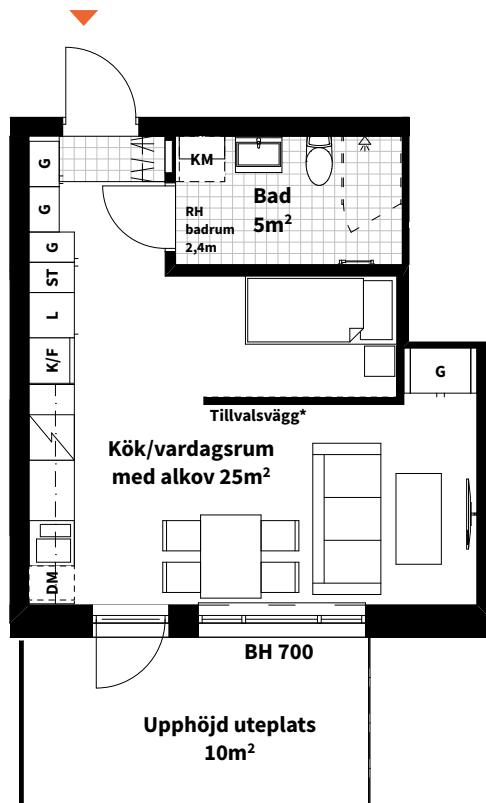 G
G
G
ST
L
K/F
DM
KM
Bad
5m²
RH
badrum
2,4m
G
Tillvalsvägg*
Kök/vardagsrum
med alkov 25m²
BH 700
Upphöjd uteplats
10m²